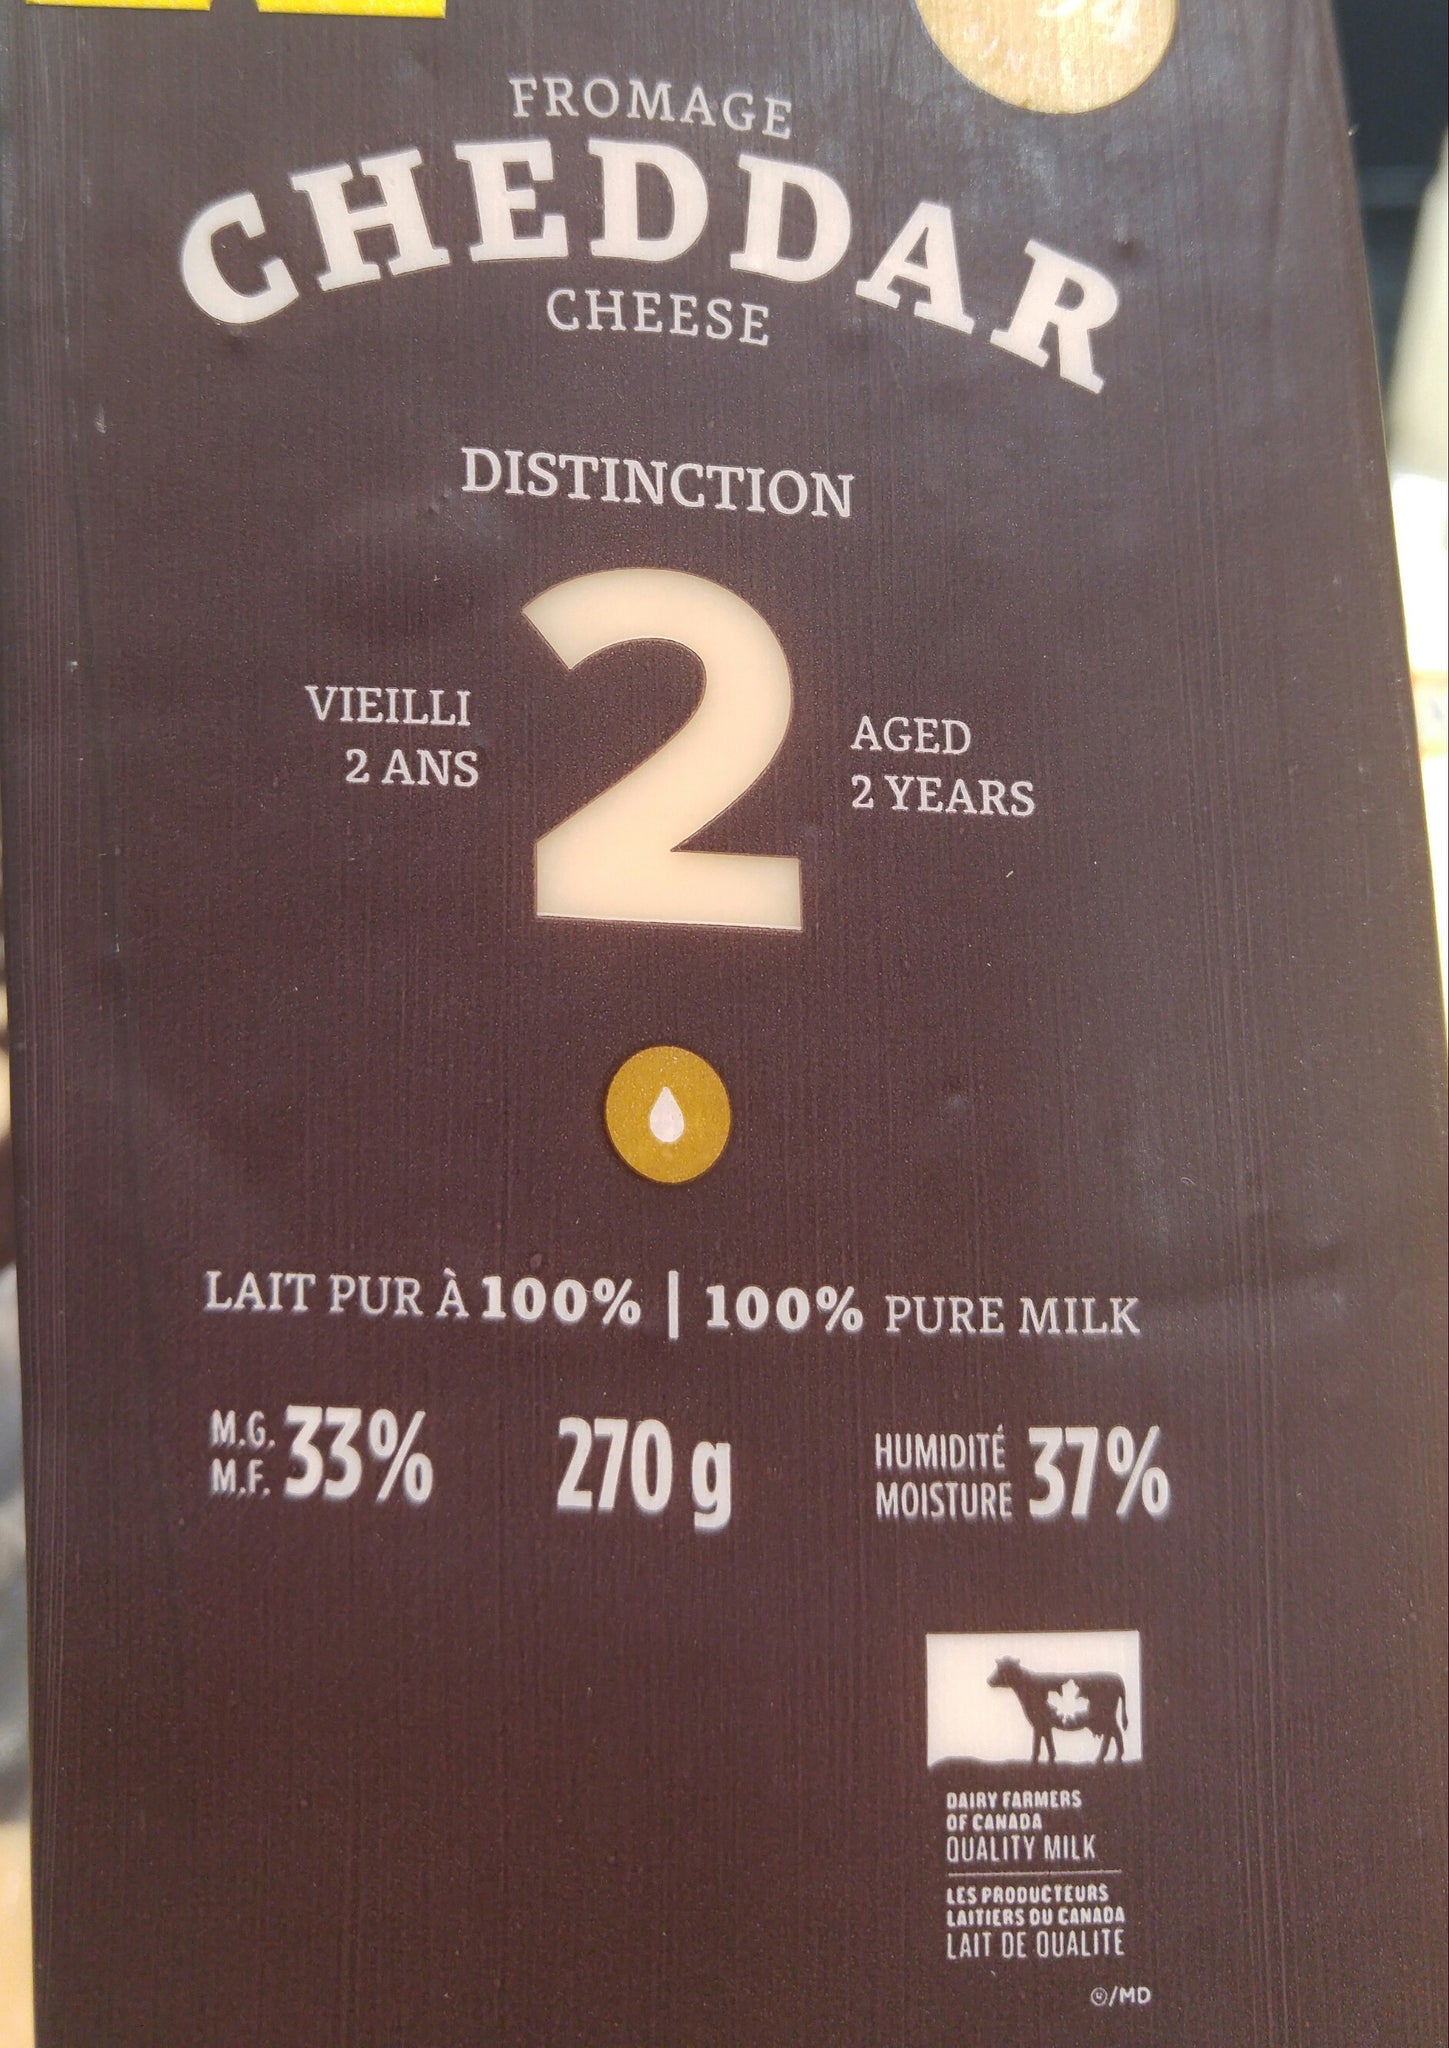 FROMAGE
CHEDDAR
CHEESE
DISTINCTION
2
VIEILLI
2 ANS
AGED
2 YEARS
LAIT PUR À 100% | 100% PURE MILK
M.G.
M.F. 33%
270 g
HUMIDITÉ
MOISTURE 37%
DAIRY FARMERS
OF CANADA
QUALITY MILK
LES PRODUCTEURS
LAITIERS DU CANADA
LAIT DE QUALITÉ
/MD